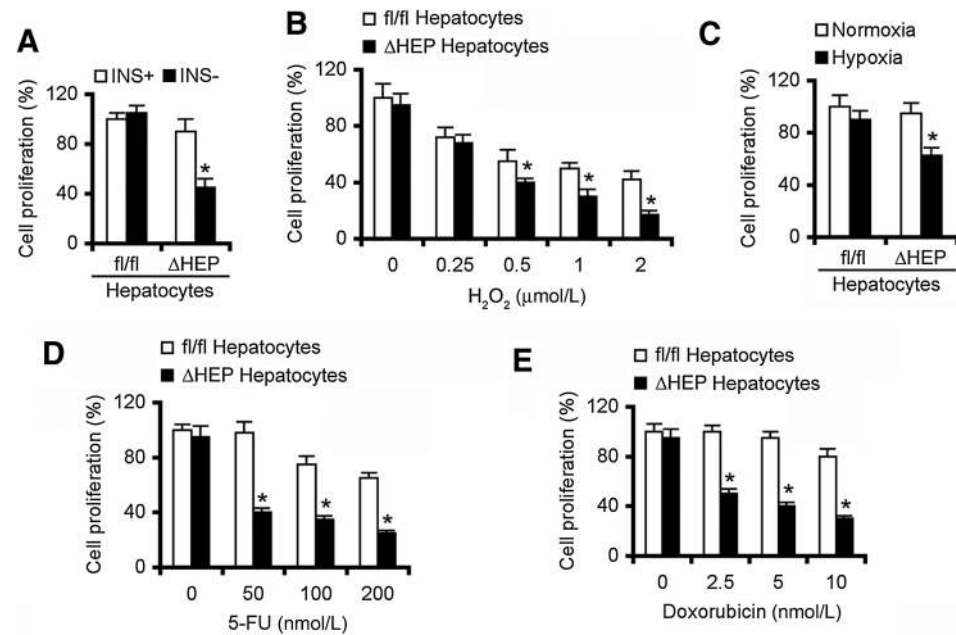 A
INS+ INS-
Cell proliferation (%)
120
80
40
0
fl/fl ΔHEP
Hepatocytes
B
fl/fl Hepatocytes
ΔHEP Hepatocytes
Cell proliferation (%)
120
80
40
0
* * *
0 0.25 0.5 1 2
H₂O₂ (μmol/L)
C
Normoxia
Hypoxia
Cell proliferation (%)
120
80
40
0
*
fl/fl ΔHEP
Hepatocytes
D
fl/fl Hepatocytes
ΔHEP Hepatocytes
Cell proliferation (%)
120
80
40
0
* * *
0 50 100 200
5-FU (nmol/L)
E
fl/fl Hepatocytes
ΔHEP Hepatocytes
Cell proliferation (%)
120
80
40
0
* * *
0 2.5 5 10
Doxorubicin (nmol/L)